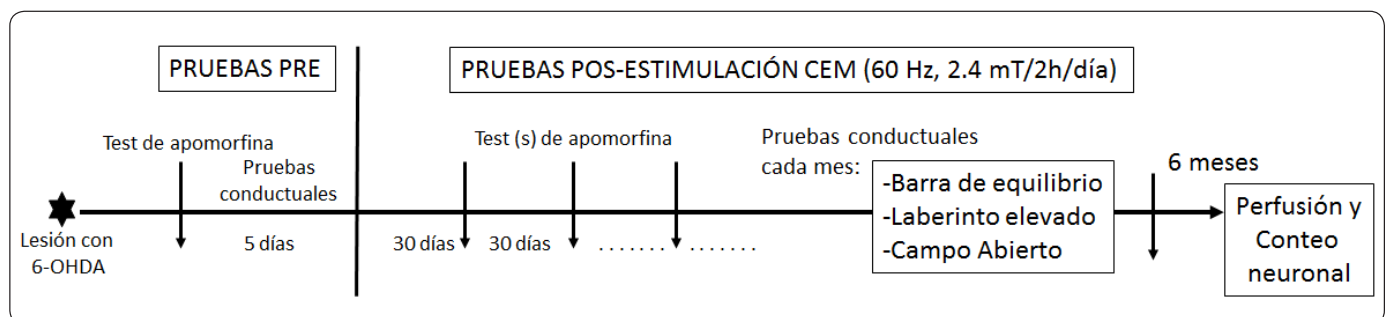 PRUEBAS PRE
PRUEBAS POS-ESTIMULACIÓN CEM (60 Hz, 2.4 mT/2h/día)
Test de apomorfina
Pruebas
conductuales
Test (s) de apomorfina
Pruebas conductuales
cada mes:
-Barra de equilibrio
-Laberinto elevado
-Campo Abierto
6 meses
Perfusión y
Conteo
neuronal
Lesión con
6-OHDA
5 días
30 días
30 días
. . . . . . . . . . . . . .